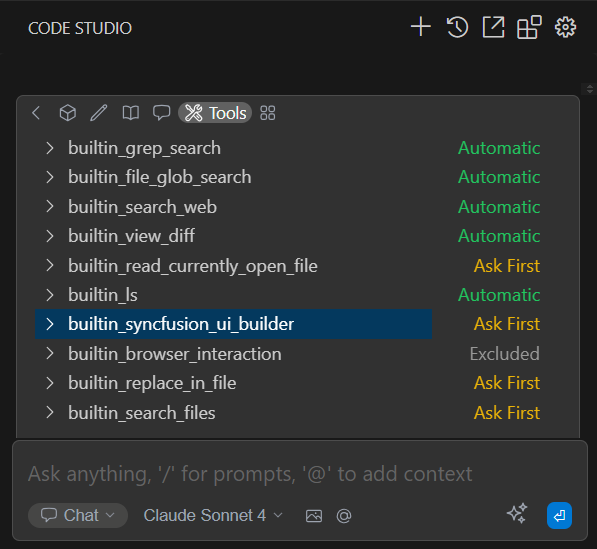 CODE STUDIO
Tools
builtin_grep_search Automatic
builtin_file_glob_search Automatic
builtin_search_web Automatic
builtin_view_diff Automatic
builtin_read_currently_open_file Ask First
builtin_ls Automatic
builtin_syncfusion_ui_builder Ask First
builtin_browser_interaction Excluded
builtin_replace_in_file Ask First
builtin_search_files Ask First
Ask anything, '/' for prompts, '@' to add context
Chat Claude Sonnet 4 @